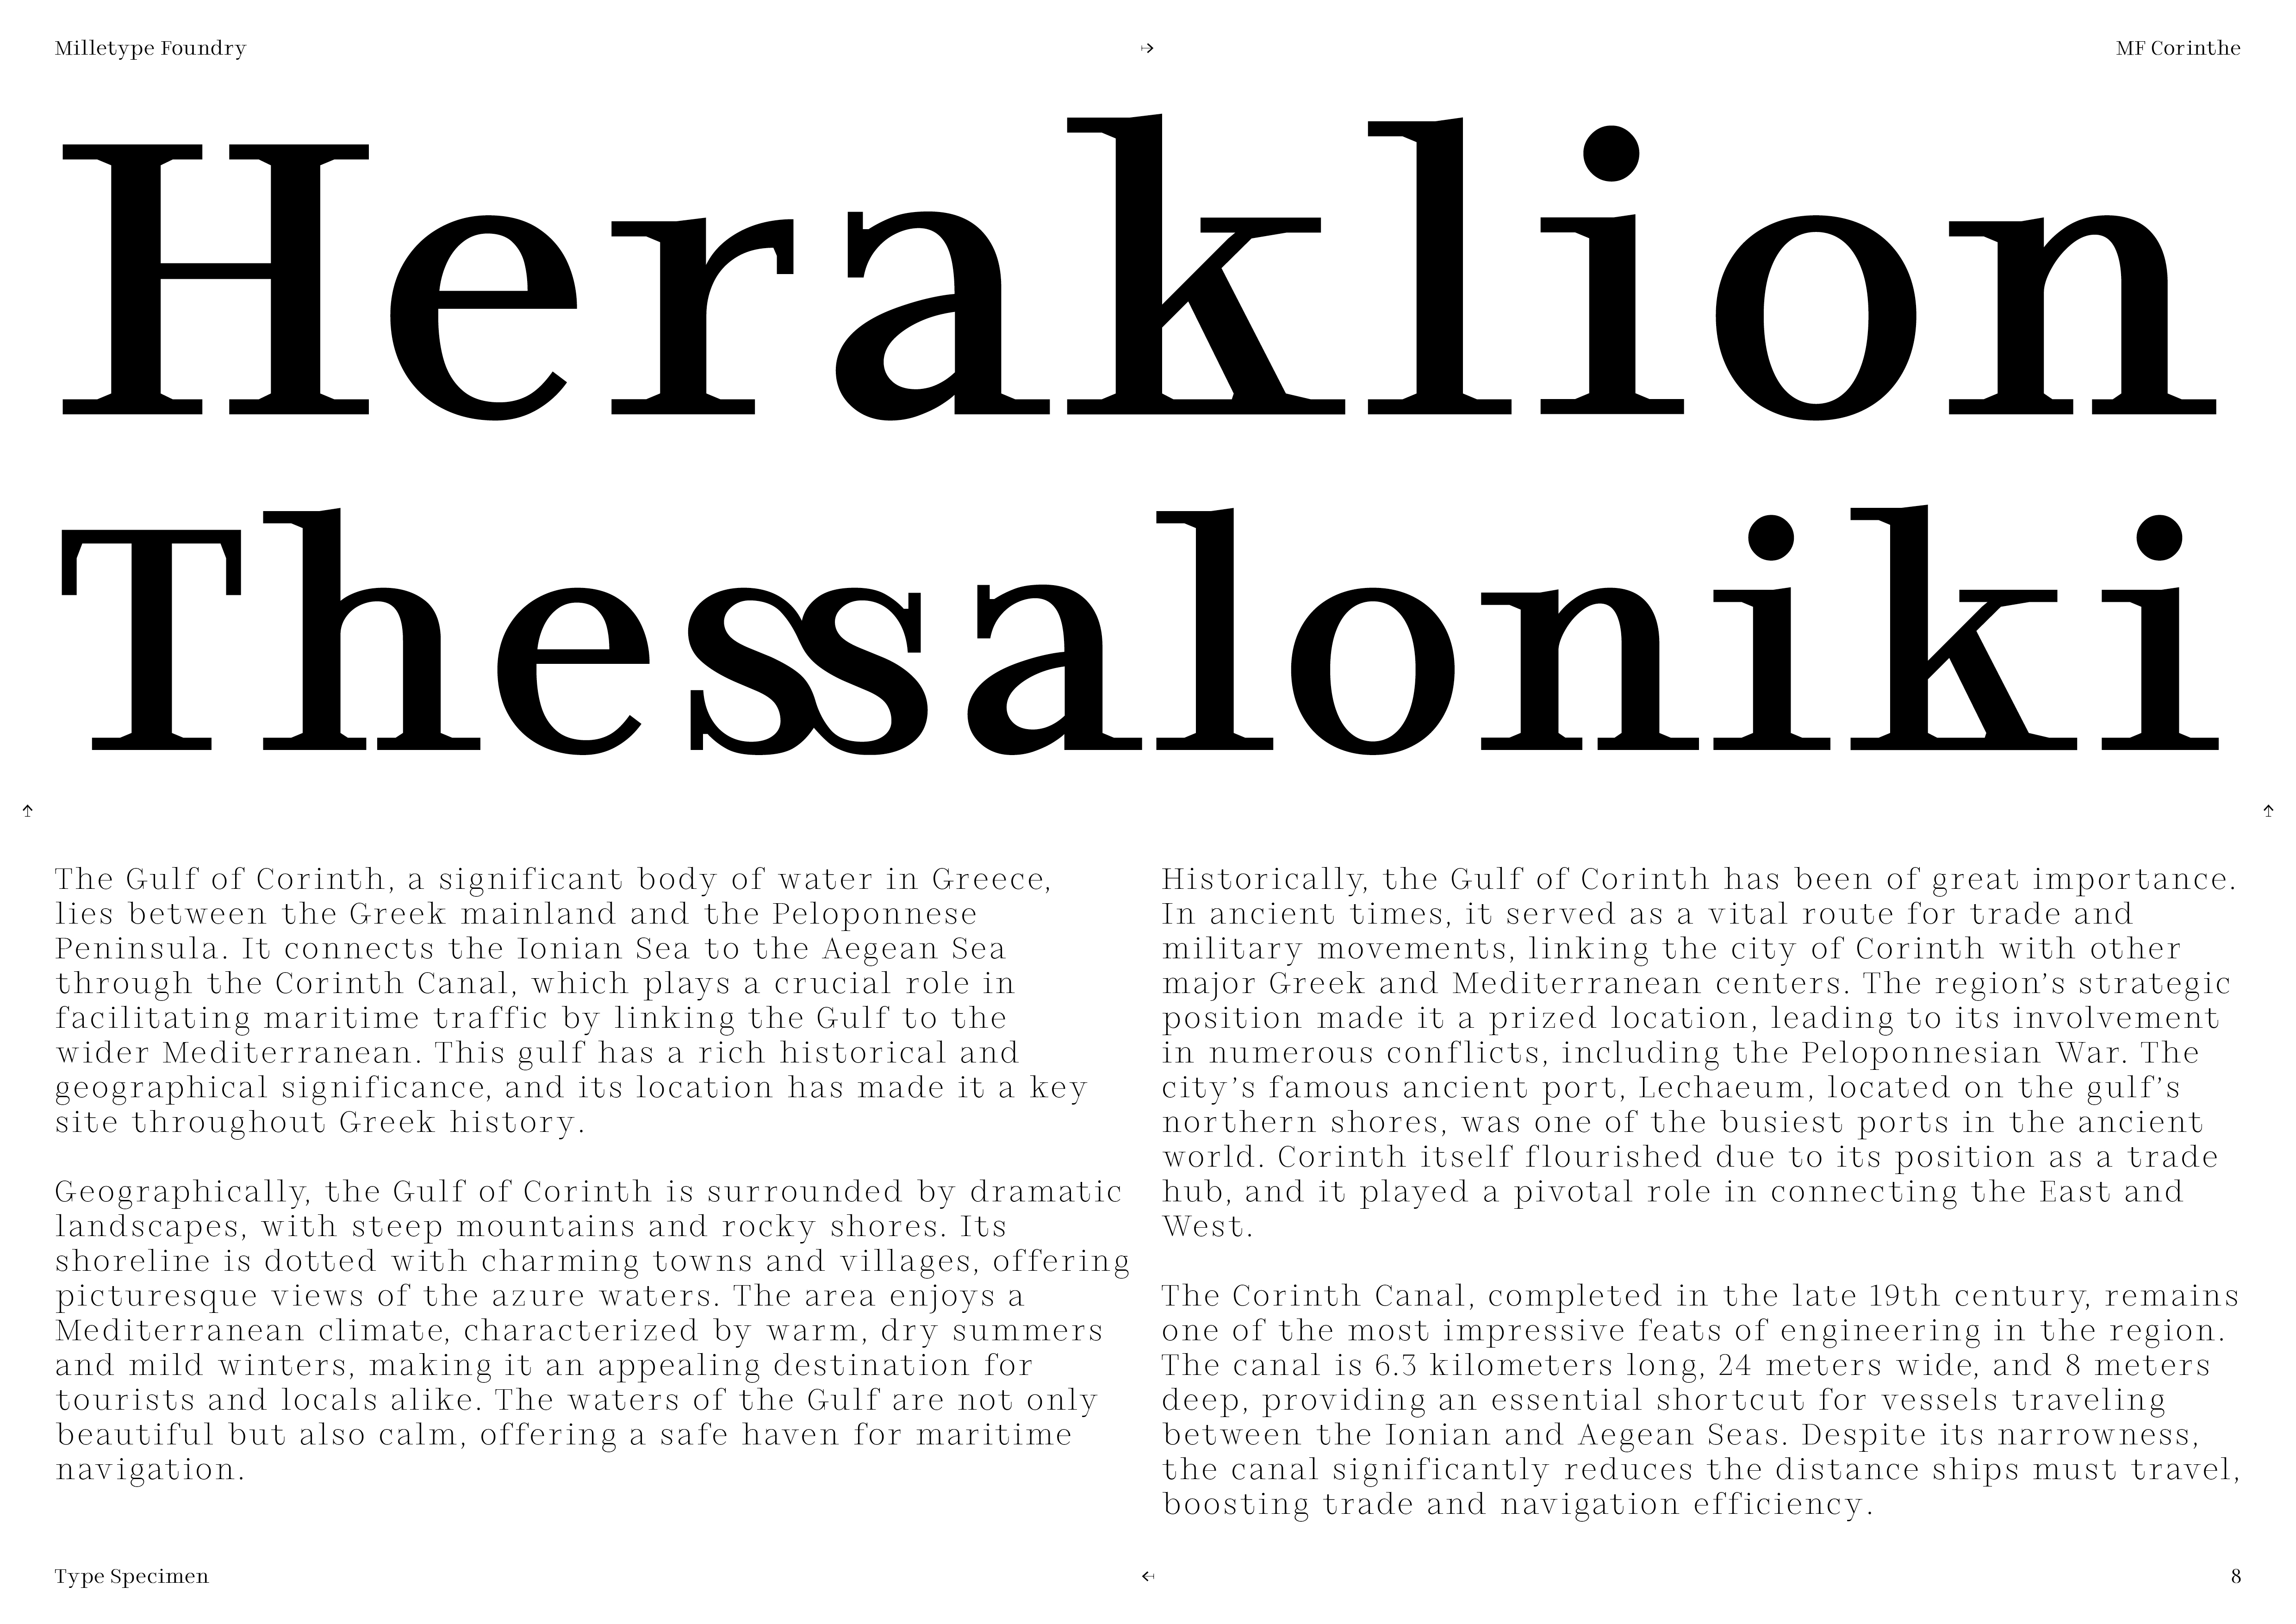 Milletype Foundry
MF Corinthe
Heraklion
Thessaloniki
The Gulf of Corinth, a significant body of water in Greece,
lies between the Greek mainland and the Peloponnese
Peninsula. It connects the Ionian Sea to the Aegean Sea
through the Corinth Canal, which plays a crucial role in
facilitating maritime traffic by linking the Gulf to the
wider Mediterranean. This gulf has a rich historical and
geographical significance, and its location has made it a key
site throughout Greek history.
Geographically, the Gulf of Corinth is surrounded by dramatic
landscapes, with steep mountains and rocky shores. Its
shoreline is dotted with charming towns and villages, offering
picturesque views of the azure waters. The area enjoys a
Mediterranean climate, characterized by warm, dry summers
and mild winters, making it an appealing destination for
tourists and locals alike. The waters of the Gulf are not only
beautiful but also calm, offering a safe haven for maritime
navigation.
Historically, the Gulf of Corinth has been of great importance.
In ancient times, it served as a vital route for trade and
military movements, linking the city of Corinth with other
major Greek and Mediterranean centers. The region’s strategic
position made it a prized location, leading to its involvement
in numerous conflicts, including the Peloponnesian War. The
city’s famous ancient port, Lechaeum, located on the gulf’s
northern shores, was one of the busiest ports in the ancient
world. Corinth itself flourished due to its position as a trade
hub, and it played a pivotal role in connecting the East and
West.
The Corinth Canal, completed in the late 19th century, remains
one of the most impressive feats of engineering in the region.
The canal is 6.3 kilometers long, 24 meters wide, and 8 meters
deep, providing an essential shortcut for vessels traveling
between the Ionian and Aegean Seas. Despite its narrowness,
the canal significantly reduces the distance ships must travel,
boosting trade and navigation efficiency.
Type Specimen
8